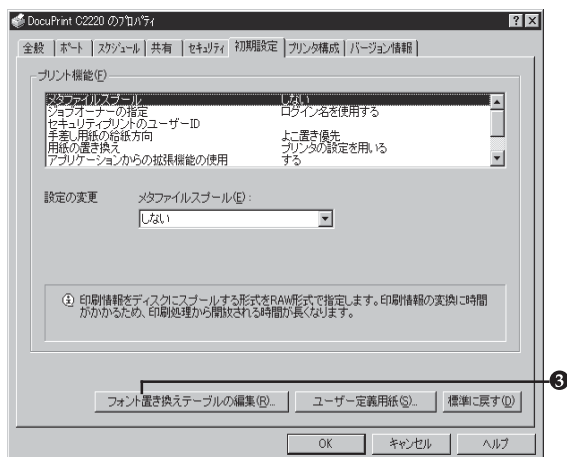 DocuPrint C2220 のﾌﾟﾛﾊﾟﾃｨ
全般 ﾎﾟｰﾄ ｽｹｼﾞｭｰﾙ 共有 ｾｷｭﾘﾃｨ 初期設定 プリンタ構成 バージョン情報
プリント機能(F)
メタファイルスプール しない
ジョブオーナーの指定 ログイン名を使用する
セキュリティプリントのユーザーID
手差し用紙の給紙方向 よこ置き優先
用紙の置き換え プリンタの設定を用いる
アプリケーションからの拡張機能の使用 する
設定の変更 メタファイルスプール(E):
しない
印刷情報をディスクにスプールする形式をRAW形式で指定します。印刷情報の変換に時間
がかかるため、印刷処理から開放される時間が長くなります。
❸
フォント置き換えテーブルの編集(R)... ユーザー定義用紙(S)... 標準に戻す(D)
OK キャンセル ヘルプ